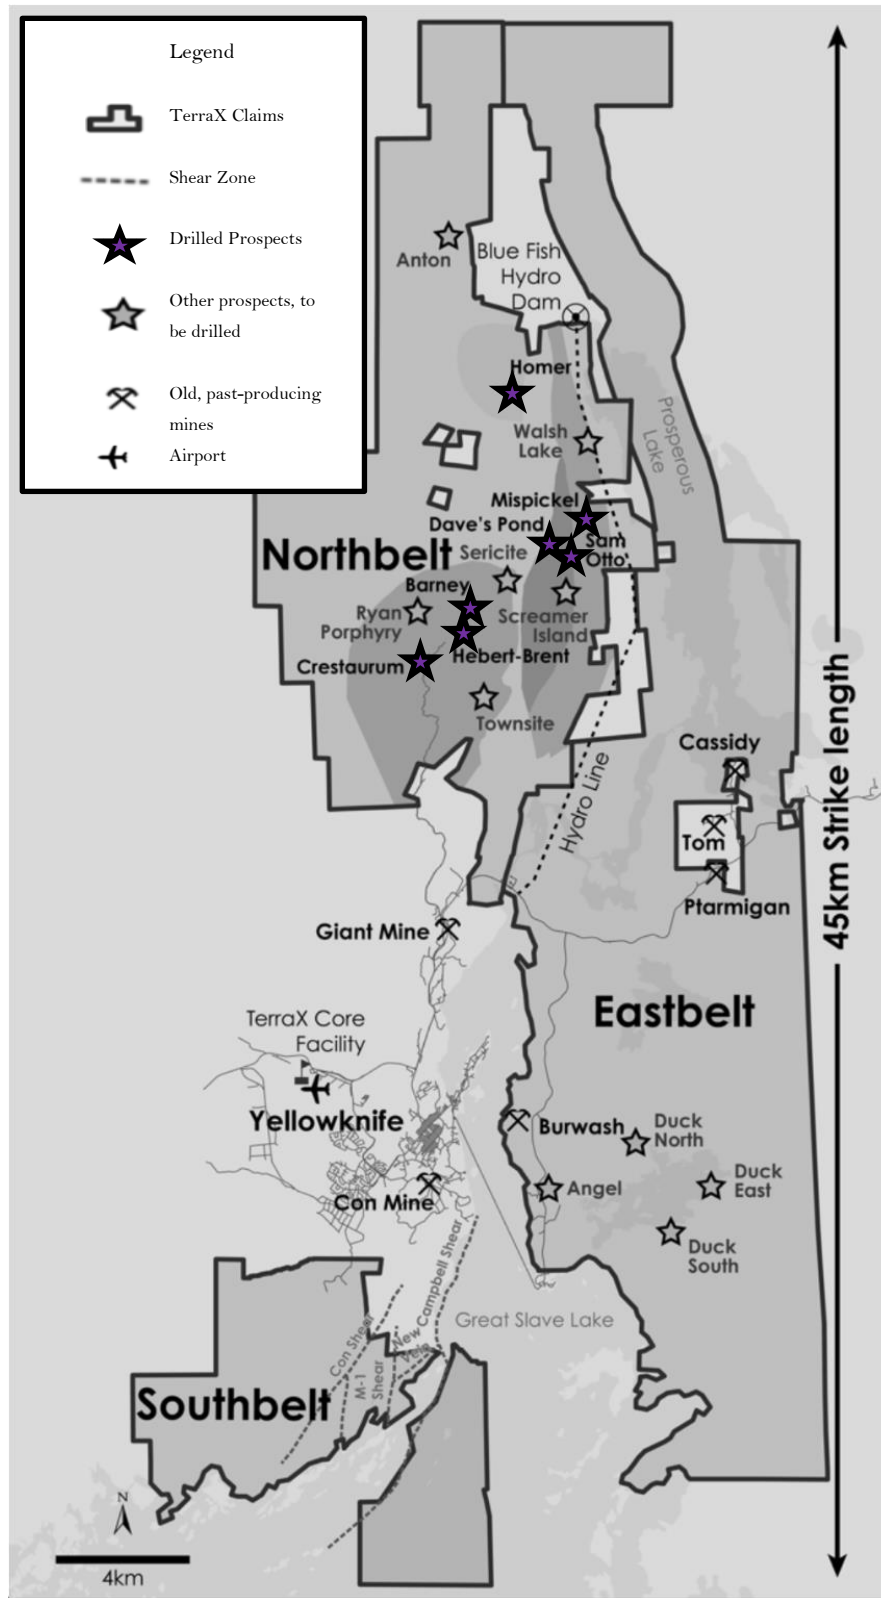 Legend
TerraX Claims
Shear Zone
Drilled Prospects
Other prospects, to
be drilled
Old, past-producing
mines
Airport
Anton
Blue Fish
Hydro
Dam
Homer
Walsh
Lake
Prosperous
Lake
Mispickel
Dave's Pond
Sam
Otto
Northbelt
Sericite
Barney
Ryan
Porphyry
Screamer
Island
Hebert-Brent
Crestaurum
Townsite
Cassidy
Hydro Line
Tom
Ptarmigan
45km Strike length
Giant Mine
Eastbelt
TerraX Core
Facility
Yellowknife
Burwash
Duck
North
Angel
Duck
East
Con Mine
Duck
South
New Campbell Shear
Great Slave Lake
Con Shear
Vein
M-1
Shear
Southbelt
N
4km